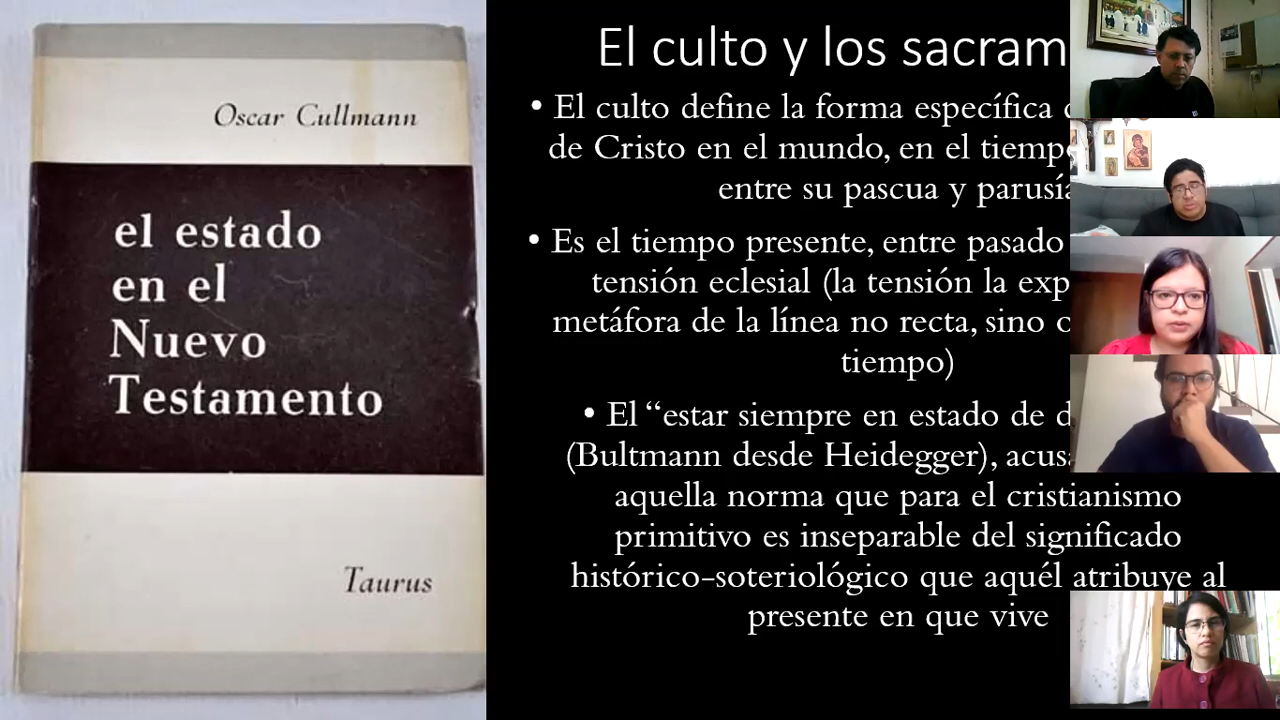 Oscar Cullmann
el estado
en el
Nuevo
Testamento
Taurus
El culto y los sacram
• El culto define la forma específica
de Cristo en el mundo, en el tiempo
entre su pascua y parusía
• Es el tiempo presente, entre pasado
tensión eclesial (la tensión la exp
metáfora de la línea no recta, sino
tiempo)
• El “estar siempre en estado de d
(Bultmann desde Heidegger), acusa
aquella norma que para el cristianismo
primitivo es inseparable del significado
histórico-soteriológico que aquél atribuye al
presente en que vive